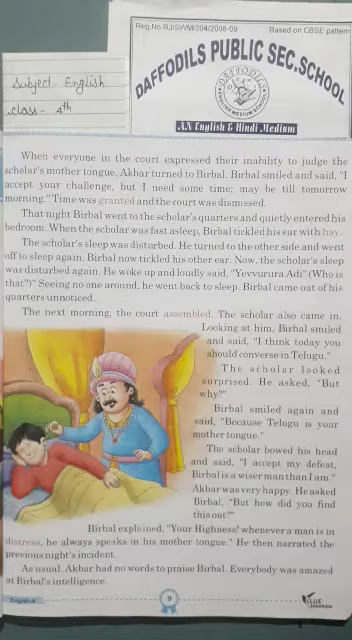 Reg.No.RJ/SWM/204/2008-09
Based on CBSE pattern
DAFFODILS PUBLIC SEC.SCHOOL
DAFFODILS
ENGLISH MEDIUM SCHOOL
AN English & Hindi Medium
Subject - English
class - 4th
When everyone in the court expressed their inability to judge the
scholar's mother tongue, Akbar turned to Birbal. Birbal smiled and said, "I
accept your challenge, but I need some time; may be till tomorrow
morning." Time was granted and the court was dismissed.
That night Birbal went to the scholar's quarters and quietly entered his
bedroom. When the scholar was fast asleep, Birbal tickled his ear with hay.
The scholar's sleep was disturbed. He turned to the other side and went
off to sleep again. Birbal now tickled his other ear. Now, the scholar's sleep
was disturbed again. He woke up and loudly said, "Yevvurura Adi" (Who is
that?)" Seeing no one around, he went back to sleep. Birbal came out of his
quarters unnoticed.
The next morning, the court assembled. The scholar also came in.
Looking at him, Birbal smiled
and said, "I think today you
should converse in Telugu."
The scholar looked
surprised. He asked, "But
why?"
Birbal smiled again and
said, "Because Telugu is your
mother tongue."
The scholar bowed his head
and said, "I accept my defeat,
Birbal is a wiser man than I am."
Akbar was very happy. He asked
Birbal, "But how did you find
this out?"
Birbal explained, "Your Highness! whenever a man is in
distress, he always speaks in his mother tongue." He then narrated the
previous night's incident.
As usual, Akbar had no words to praise Birbal. Everybody was amazed
at Birbal's intelligence.
English-4
9
BLUE
SPARROW